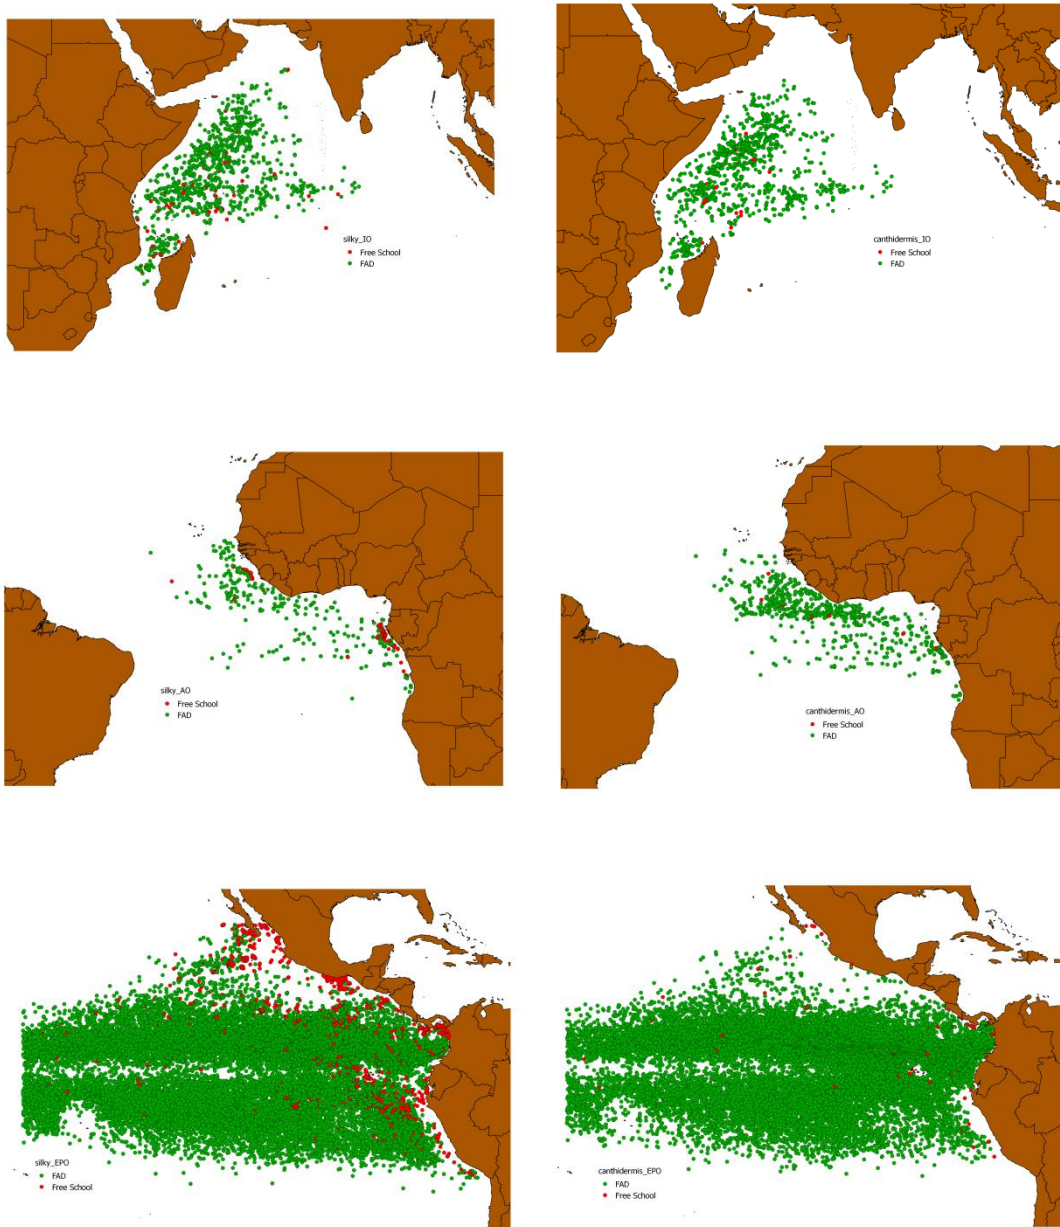 silky_IO
Free School
FAD
canthidermis_IO
Free School
FAD
silky_AO
Free School
FAD
canthidermis_AO
Free School
FAD
silky_EPO
FAD
Free School
canthidermis_EPO
FAD
Free School